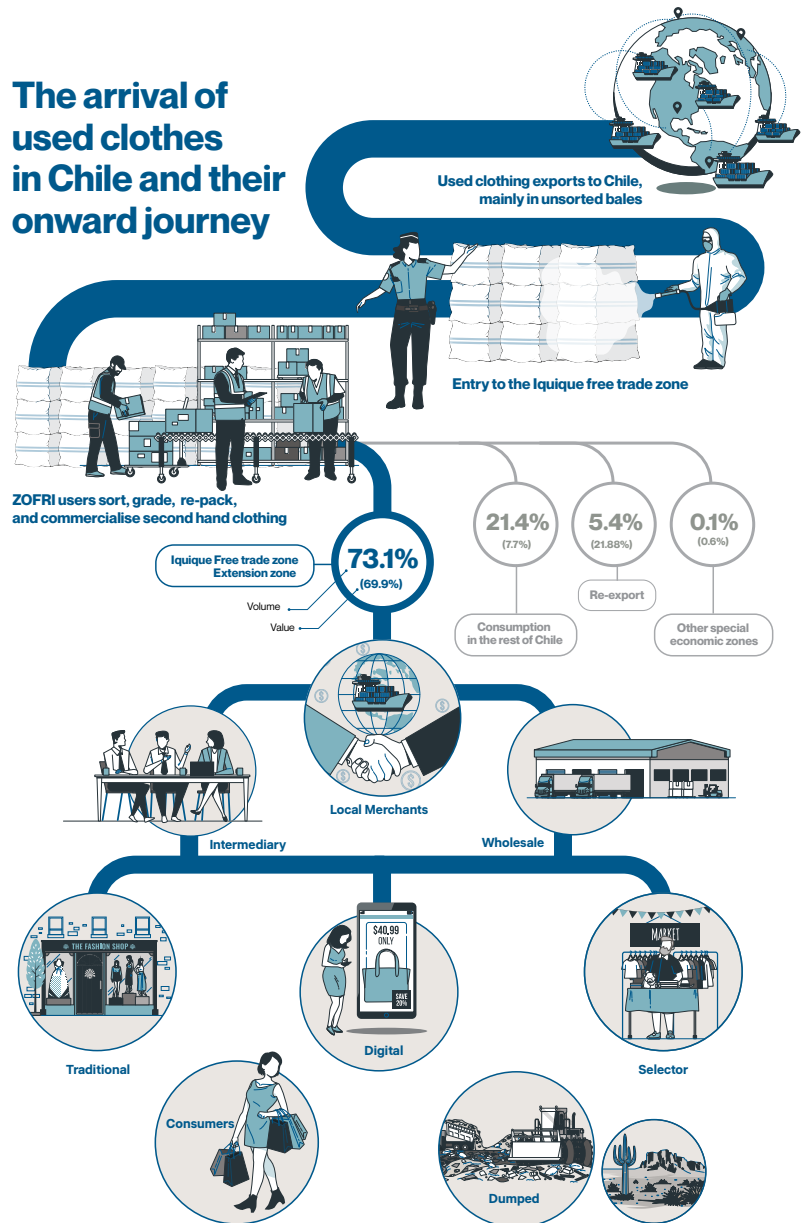 The arrival of
used clothes
in Chile and their
onward journey
Used clothing exports to Chile,
mainly in unsorted bales
Entry to the Iquique free trade zone
ZOFRI users sort, grade, re-pack,
and commercialise second hand clothing
Iquique Free trade zone
Extension zone
73.1%
(69.9%)
Volume
Value
21.4%
(7.7%)
5.4%
(21.88%)
0.1%
(0.6%)
Consumption
in the rest of Chile
Re-export
Other special
economic zones
$
$
$
$
$
Local Merchants
Intermediary
Wholesale
THE FASHION SHOP
$40,99
ONLY
SAVE
20%
MARKET
Traditional
Digital
Selector
Consumers
Dumped